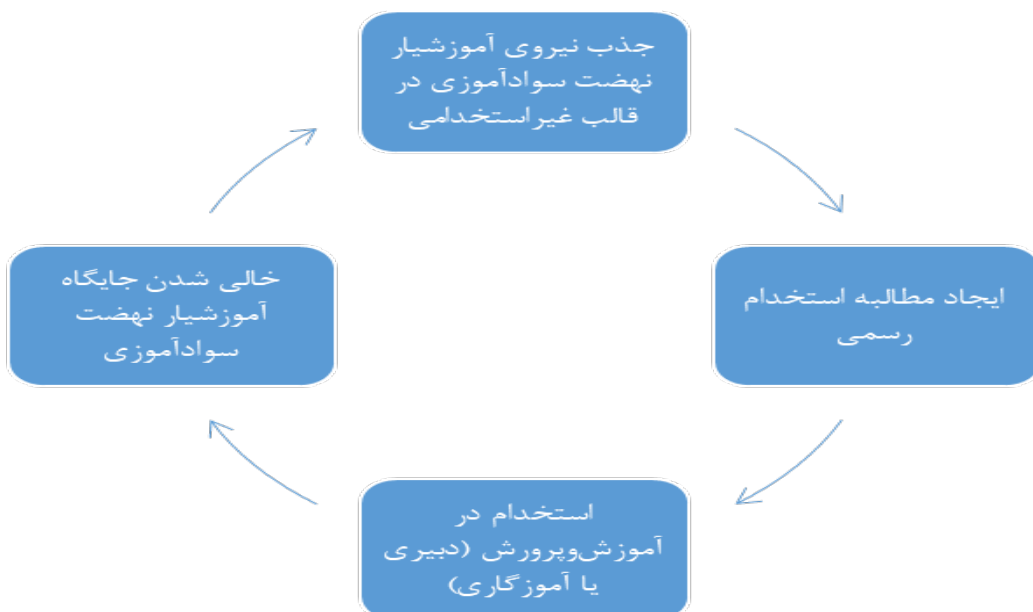 جذب نیروی آموزشیار
نهضت سوادآموزی در
قالب غیراستخدامی
ایجاد مطالبه استخدام
رسمی
استخدام در
آموزش‌وپرورش (دبیری
یا آموزگاری)
خالی شدن جایگاه
آموزشیار نهضت
سوادآموزی